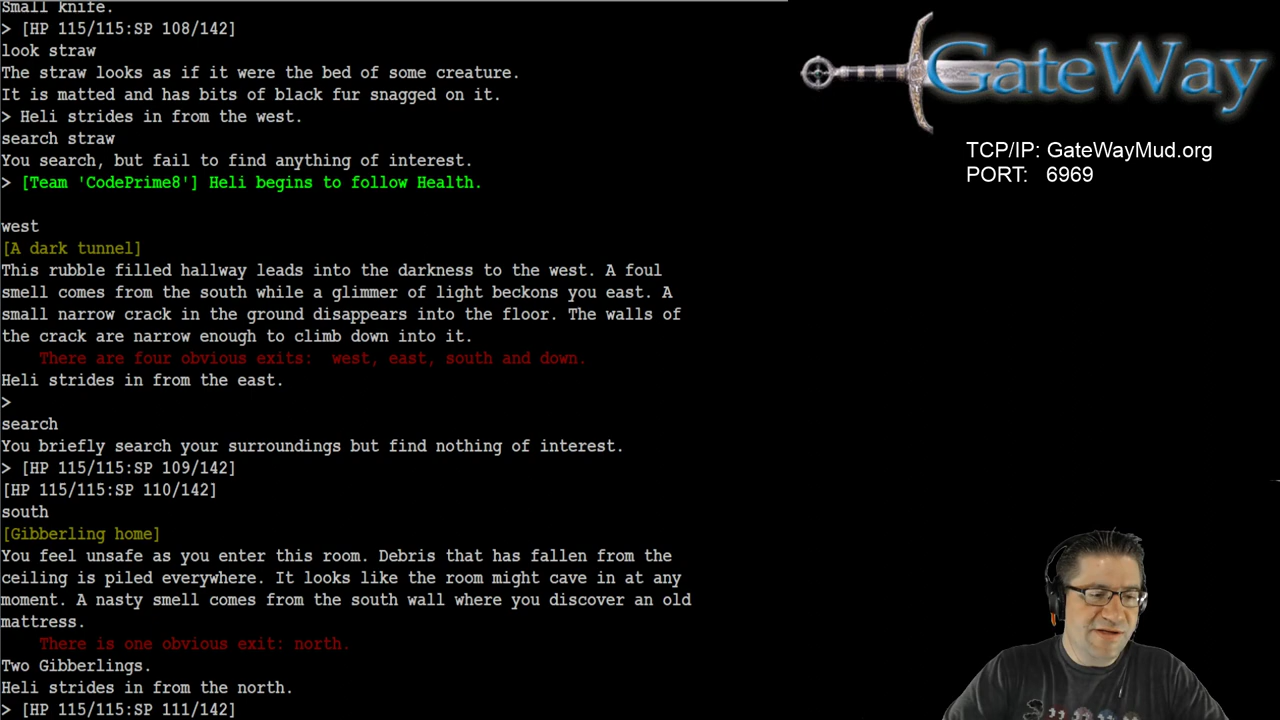 Small knife.
> [HP 115/115:SP 108/142]
look straw
The straw looks as if it were the bed of some creature.
It is matted and has bits of black fur snagged on it.
> Heli strides in from the west.
search straw
You search, but fail to find anything of interest.
> [Team 'CodePrime8'] Heli begins to follow Health.
west
[A dark tunnel]
This rubble filled hallway leads into the darkness to the west. A foul
smell comes from the south while a glimmer of light beckons you east. A
small narrow crack in the ground disappears into the floor. The walls of
the crack are narrow enough to climb down into it.
There are four obvious exits:  west, east, south and down.
Heli strides in from the east.
>
search
You briefly search your surroundings but find nothing of interest.
> [HP 115/115:SP 109/142]
[HP 115/115:SP 110/142]
south
[Gibberling home]
You feel unsafe as you enter this room. Debris that has fallen from the
ceiling is piled everywhere. It looks like the room might cave in at any
moment. A nasty smell comes from the south wall where you discover an old
mattress.
There is one obvious exit: north.
Two Gibberlings.
Heli strides in from the north.
> [HP 115/115:SP 111/142]
GateWay
TCP/IP: GateWayMud.org
PORT: 6969